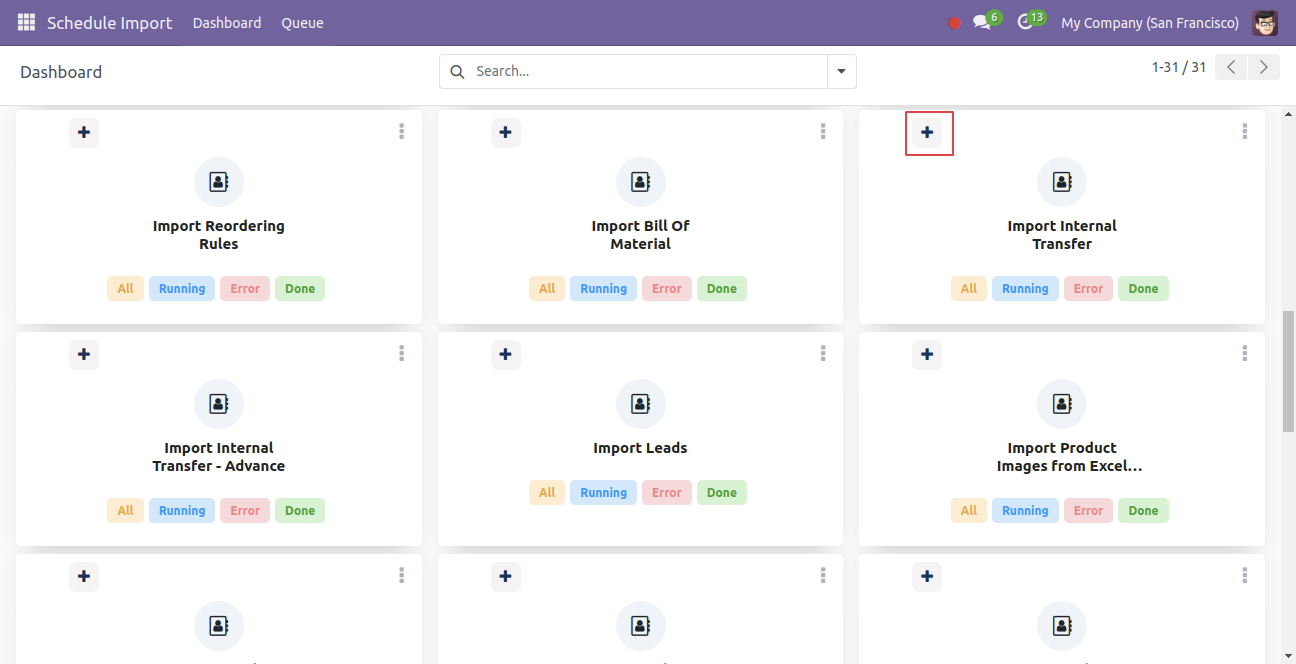 Schedule Import Dashboard Queue 6 13 My Company (San Francisco)
Dashboard Search... 1-31 / 31
Import Reordering
Rules
All Running Error Done
Import Bill Of
Material
All Running Error Done
Import Internal
Transfer
All Running Error Done
Import Internal
Transfer - Advance
All Running Error Done
Import Leads
All Running Error Done
Import Product
Images from Excel...
All Running Error Done